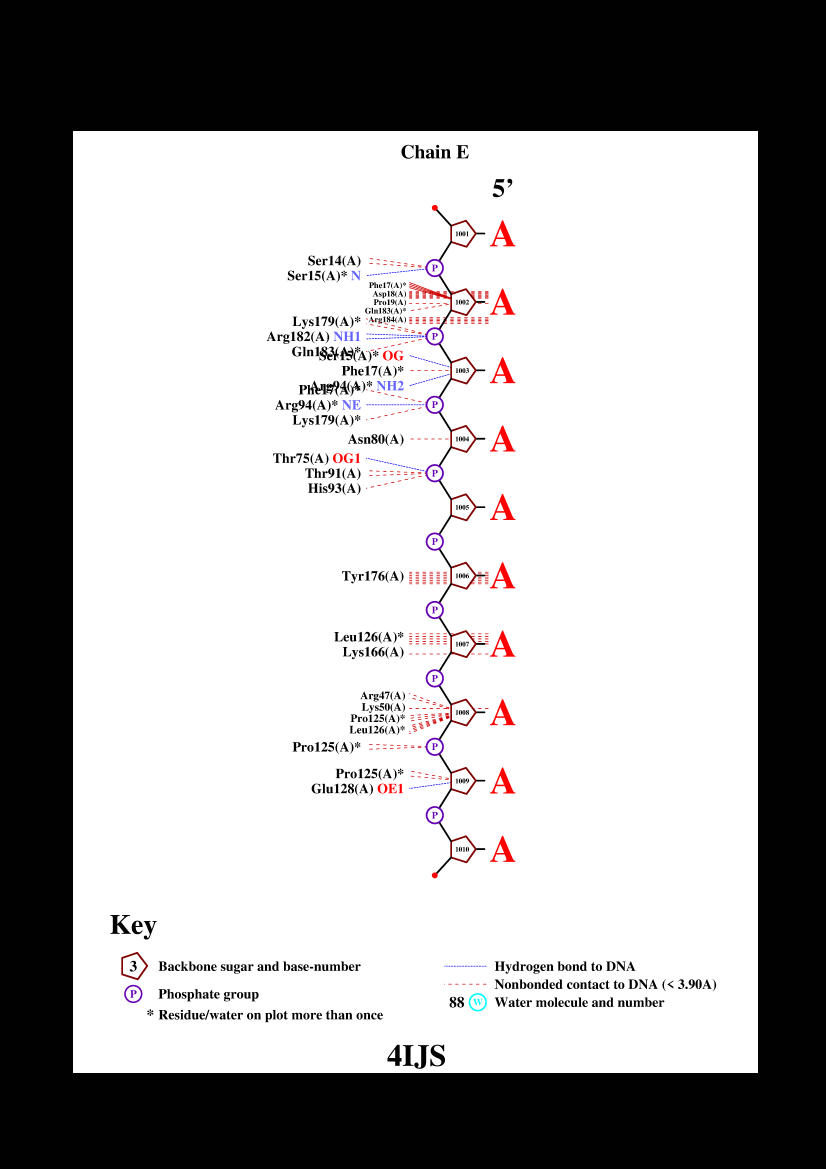 Chain E
5’
1001 A
Ser14(A)
P
Ser15(A)* N
Phe17(A)*
Asp18(A)
Pro19(A)
1002 A
Gln183(A)*
Arg184(A)
Lys179(A)*
Arg182(A) NH1
P
Gln183(A)*
Ser15(A)* OG
Phe17(A)*
1003 A
Arg94(A)* NH2
Phe17(A)*
Arg94(A)* NE
P
Lys179(A)*
Asn80(A)
1004 A
Thr75(A) OG1
Thr91(A)
P
His93(A)
1005 A
P
Tyr176(A)
1006 A
P
Leu126(A)*
1007 A
Lys166(A)
P
Arg47(A)
Lys50(A)
1008 A
Pro125(A)*
Leu126(A)*
Pro125(A)*
P
Pro125(A)*
1009 A
Glu128(A) OE1
P
1010 A
Key
3 Backbone sugar and base-number
P Phosphate group
* Residue/water on plot more than once
Hydrogen bond to DNA
Nonbonded contact to DNA (< 3.90A)
88 W Water molecule and number
4IJS